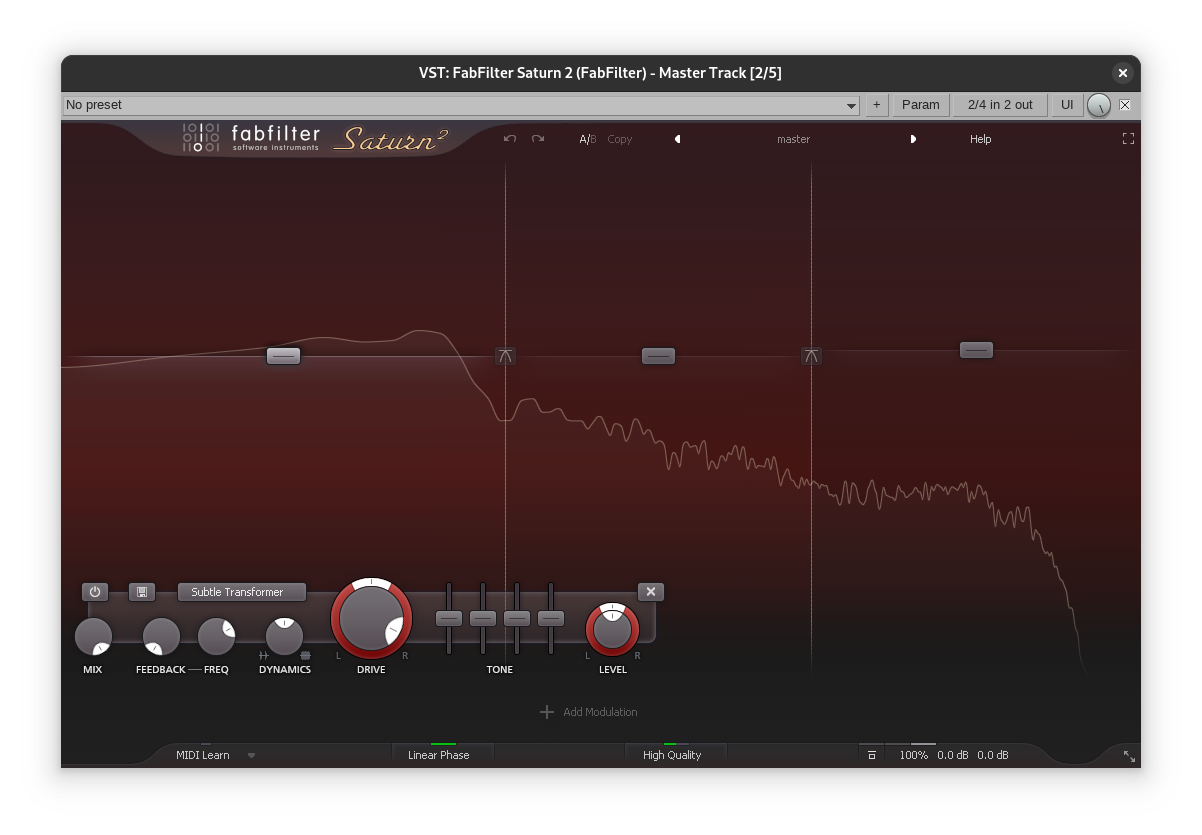 VST: FabFilter Saturn 2 (FabFilter) - Master Track [2/5]
No preset + Param 2/4 in 2 out UI
fabfilter
software instruments
Saturn 2
A/B Copy master Help
Subtle Transformer
L R L R
MIX FEEDBACK FREQ DYNAMICS DRIVE TONE LEVEL
Add Modulation
MIDI Learn Linear Phase High Quality 100% 0.0 dB 0.0 dB